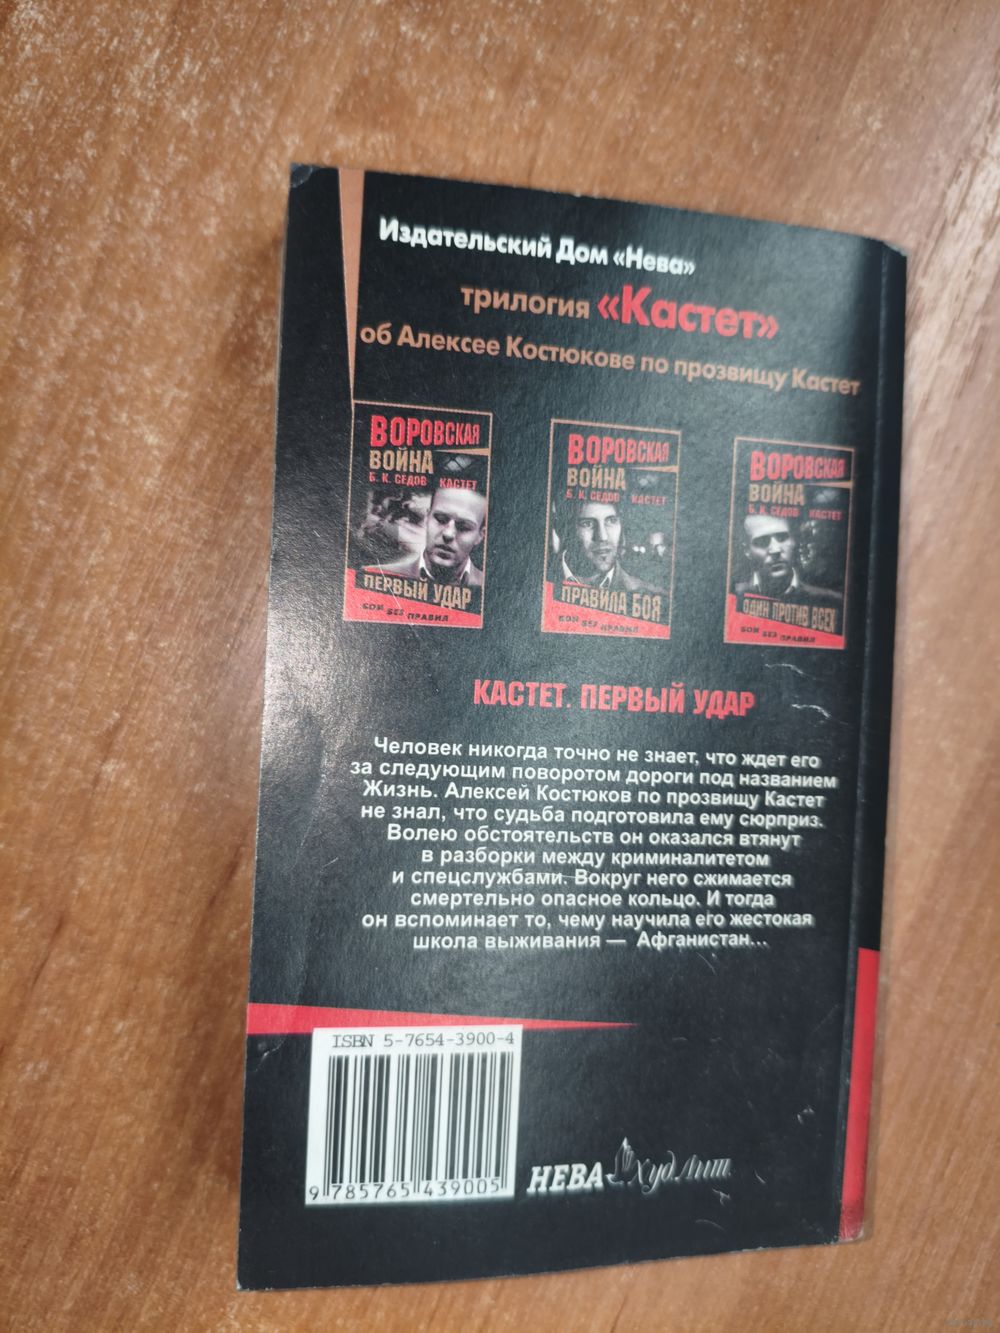 Издательский Дом «Нева»
трилогия «Кастет»
об Алексее Костюкове по прозвищу Кастет
ВОРОВСКАЯ
ВОЙНА
Б. К. СЕДОВ КАСТЕТ
ПЕРВЫЙ УДАР
БОИ БЕЗ ПРАВИЛ
ВОРОВСКАЯ
ВОЙНА
Б. К. СЕДОВ КАСТЕТ
ПРАВИЛА БОЯ
БОИ БЕЗ ПРАВИЛ
ВОРОВСКАЯ
ВОЙНА
Б. К. СЕДОВ КАСТЕТ
ОДИН ПРОТИВ ВСЕХ
БОИ БЕЗ ПРАВИЛ
КАСТЕТ. ПЕРВЫЙ УДАР
Человек никогда точно не знает, что ждет его
за следующим поворотом дороги под названием
Жизнь. Алексей Костюков по прозвищу Кастет
не знал, что судьба подготовила ему сюрприз.
Волею обстоятельств он оказался втянут
в разборки между криминалитетом
и спецслужбами. Вокруг него сжимается
смертельно опасное кольцо. И тогда
он вспоминает то, чему научила его жестокая
школа выживания — Афганистан...
ISBN 5-7654-3900-4
9 785765 439005
НЕВА ХудЛит